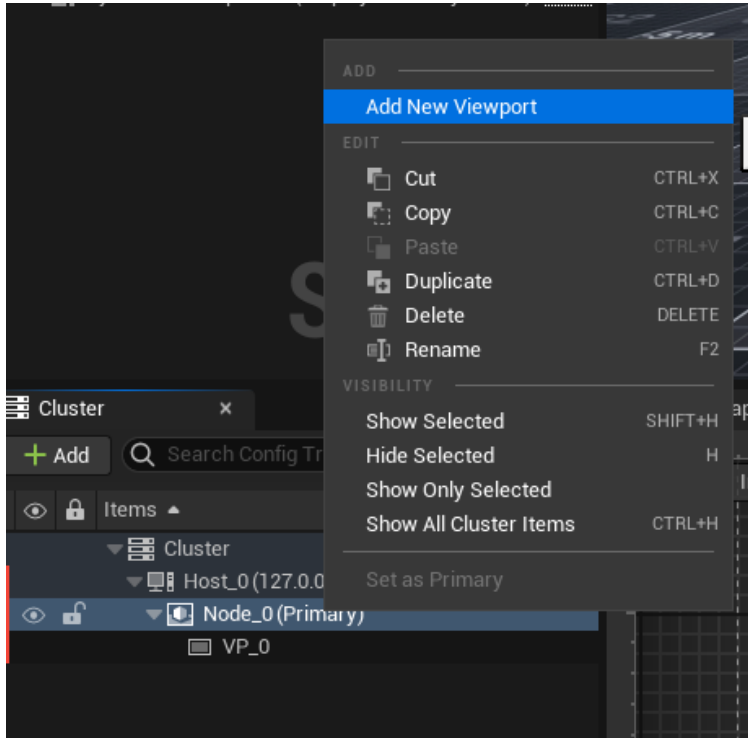 ADD
Add New Viewport
EDIT
Cut CTRL+X
Copy CTRL+C
Paste CTRL+V
Duplicate CTRL+D
Delete DELETE
Rename F2
VISIBILITY
Show Selected SHIFT+H
Hide Selected H
Show Only Selected
Show All Cluster Items CTRL+H
Set as Primary
Cluster
Add
Search Config Tr
Items
Cluster
Host_0 (127.0.0
Node_0 (Primary)
VP_0